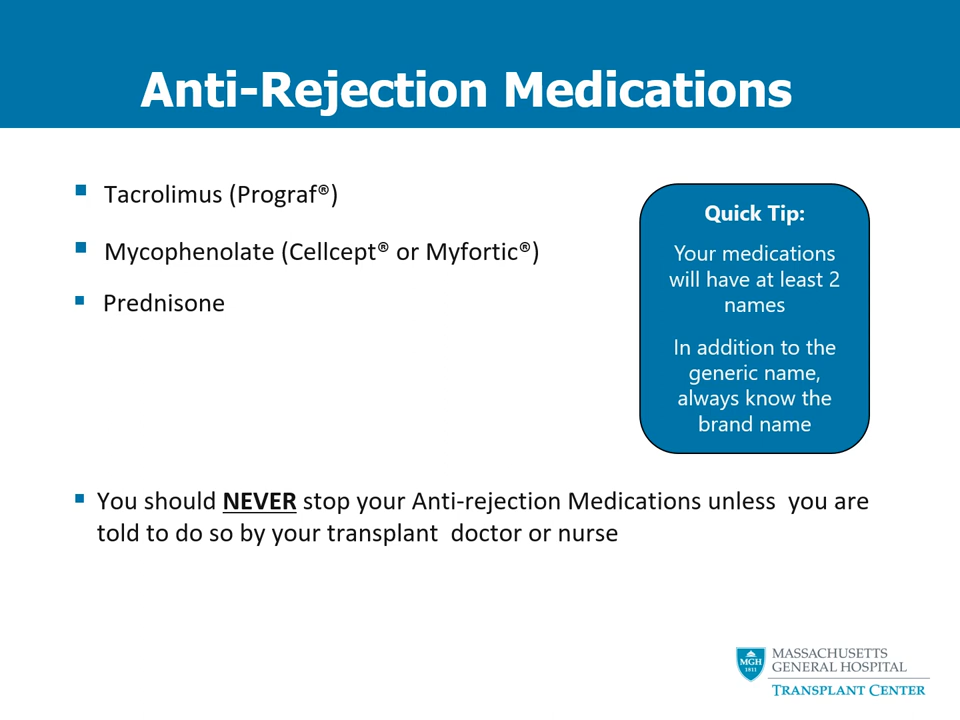 Anti-Rejection Medications
Tacrolimus (Prograf®)
Mycophenolate (Cellcept® or Myfortic®)
Prednisone
Quick Tip:
Your medications
will have at least 2
names
In addition to the
generic name,
always know the
brand name
You should NEVER stop your Anti-rejection Medications unless  you are
told to do so by your transplant  doctor or nurse
MGH
1811
MASSACHUSETTS
GENERAL HOSPITAL
TRANSPLANT CENTER